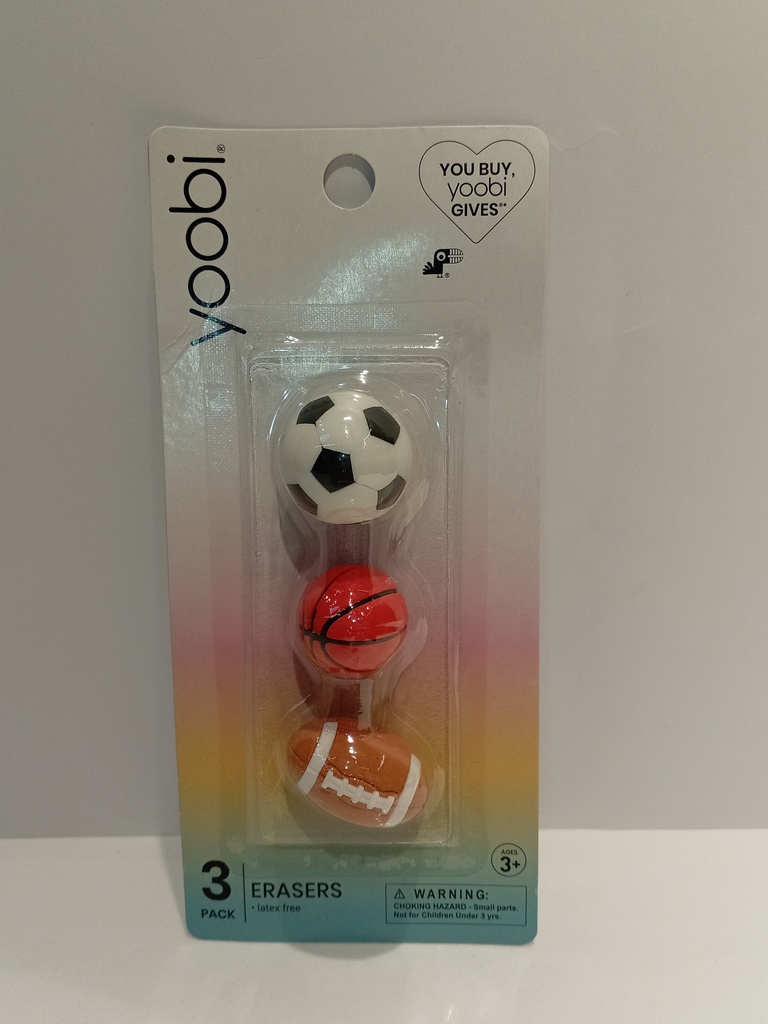 yoobi®
YOU BUY,
yoobi
GIVES®*
®
AGES
3+
3
PACK
ERASERS
• latex free
⚠ WARNING:
CHOKING HAZARD - Small parts.
Not for Children Under 3 yrs.